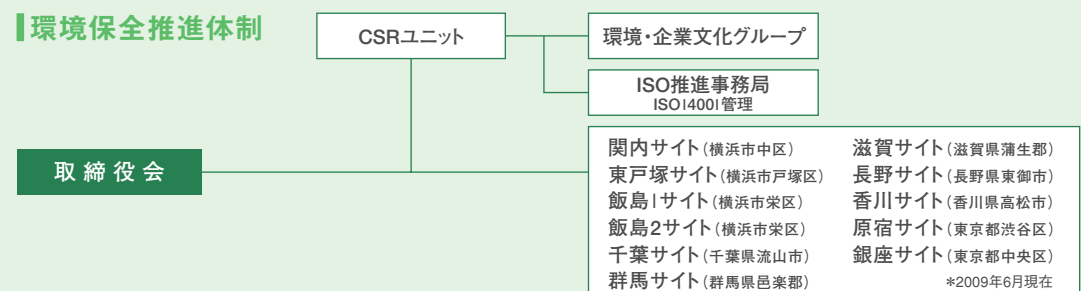 環境保全推進体制
CSRユニット
環境・企業文化グループ
ISO推進事務局
ISO14001管理
取締役会
関内サイト(横浜市中区)
東戸塚サイト(横浜市戸塚区)
飯島1サイト(横浜市栄区)
飯島2サイト(横浜市栄区)
千葉サイト(千葉県流山市)
群馬サイト(群馬県邑楽郡)
滋賀サイト(滋賀県蒲生郡)
長野サイト(長野県東御市)
香川サイト(香川県高松市)
原宿サイト(東京都渋谷区)
銀座サイト(東京都中央区)
*2009年6月現在